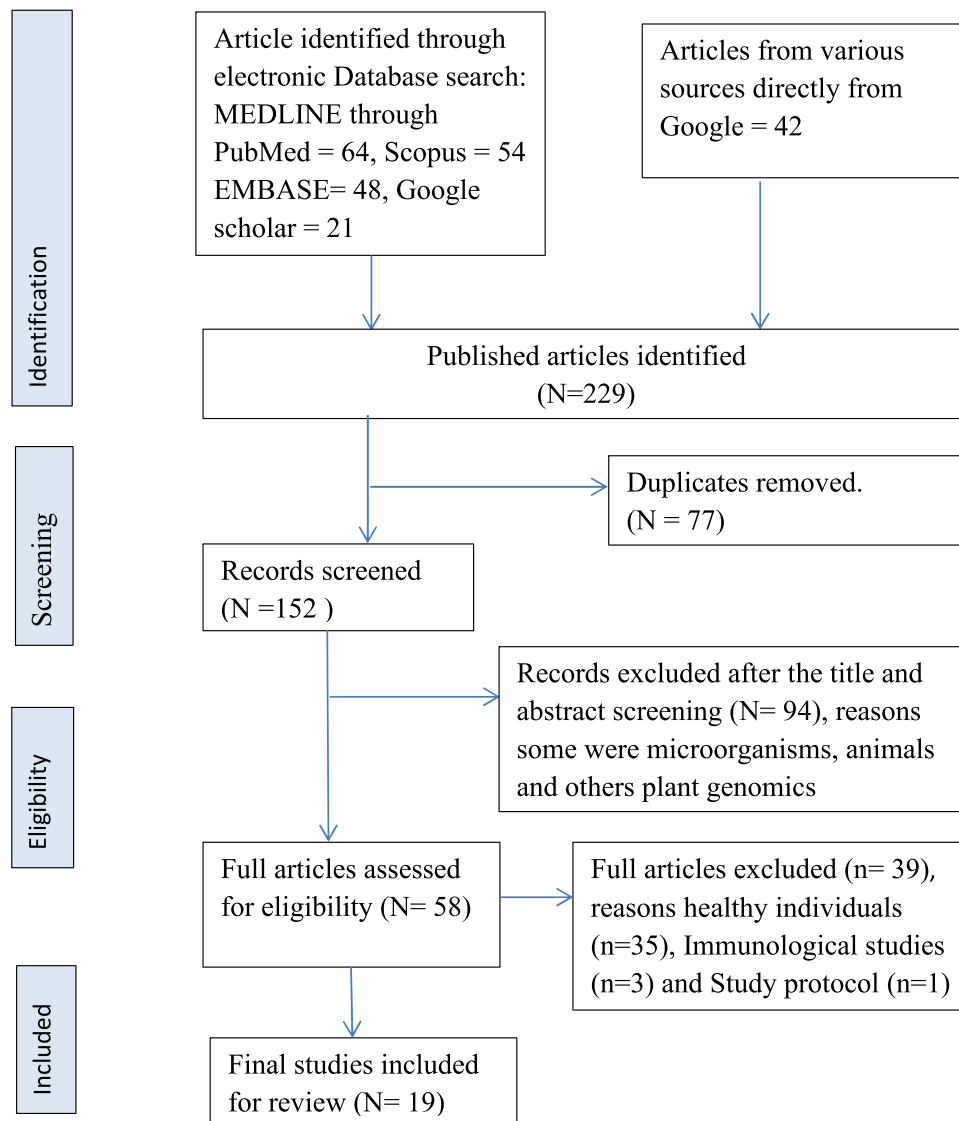 Identification
Article identified through
electronic Database search:
MEDLINE through
PubMed = 64, Scopus = 54
EMBASE= 48, Google
scholar = 21
Articles from various
sources directly from
Google = 42
Published articles identified
(N=229)
Screening
Duplicates removed.
(N = 77)
Records screened
(N =152 )
Records excluded after the title and
abstract screening (N= 94), reasons
some were microorganisms, animals
and others plant genomics
Eligibility
Full articles assessed
for eligibility (N= 58)
Full articles excluded (n= 39),
reasons healthy individuals
(n=35), Immunological studies
(n=3) and Study protocol (n=1)
Included
Final studies included
for review (N= 19)